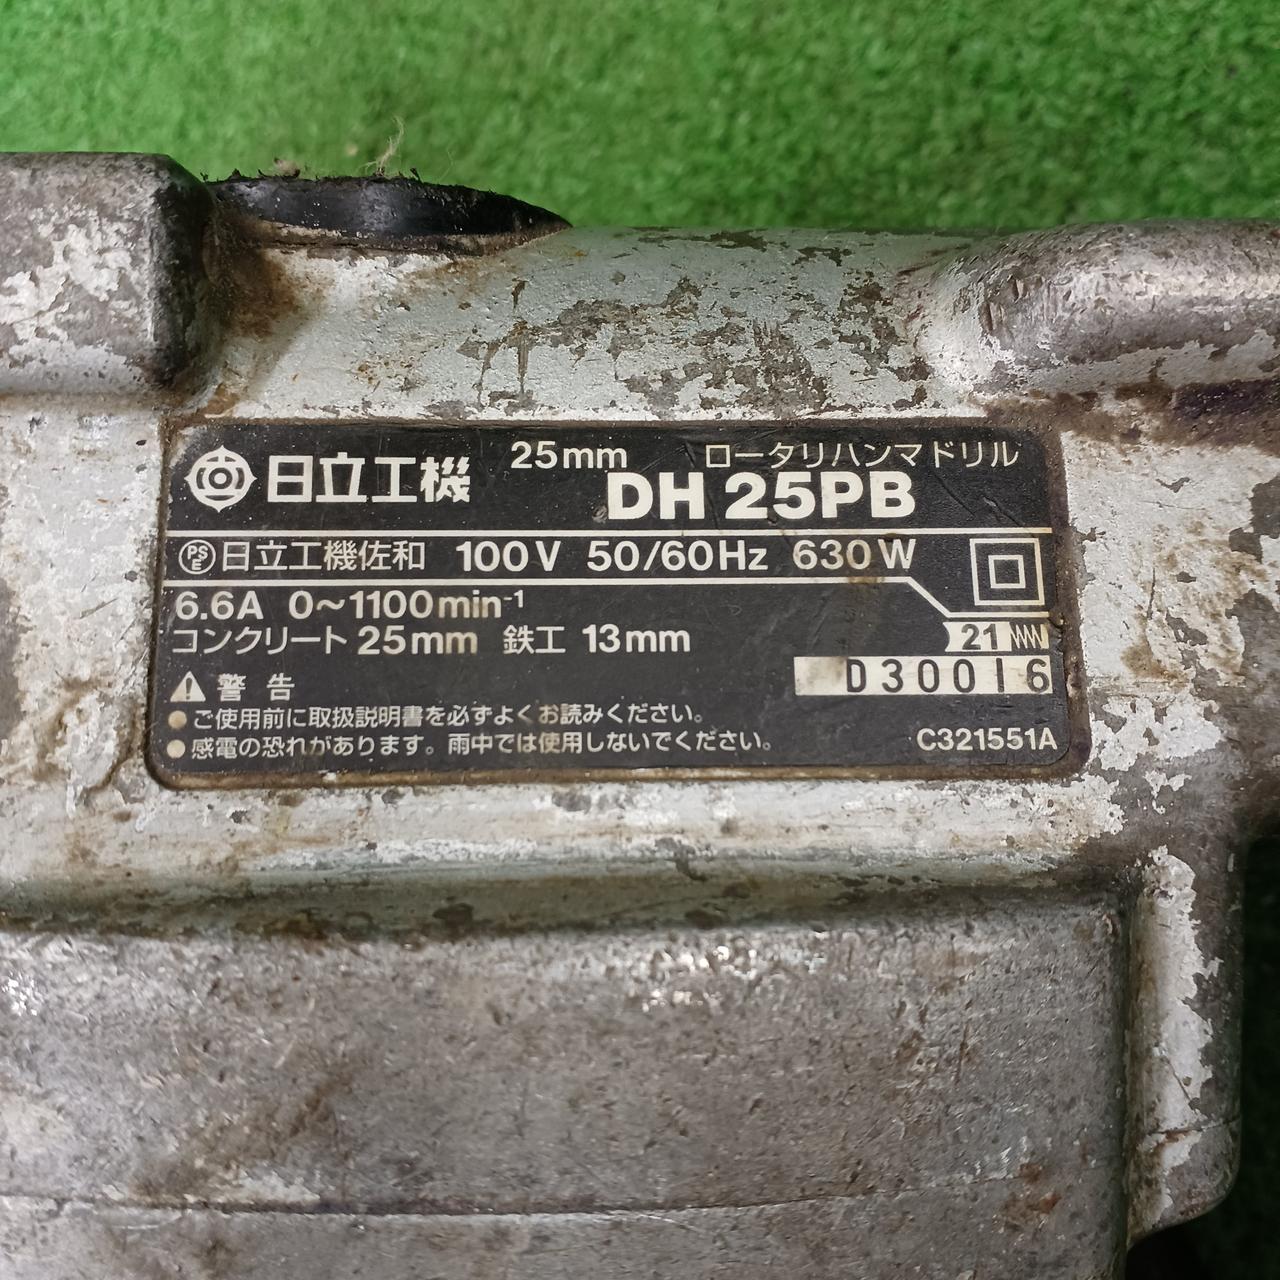 日立工機 25mm ロータリハンマドリル
DH 25PB
PSE 日立工機佐和 100V 50/60Hz 630W
6.6A 0~1100min⁻¹
コンクリート 25mm 鉄工 13mm
21
D30016
⚠ 警告
●ご使用前に取扱説明書を必ずよくお読みください。
●感電の恐れがあります。雨中では使用しないでください。
C321551A